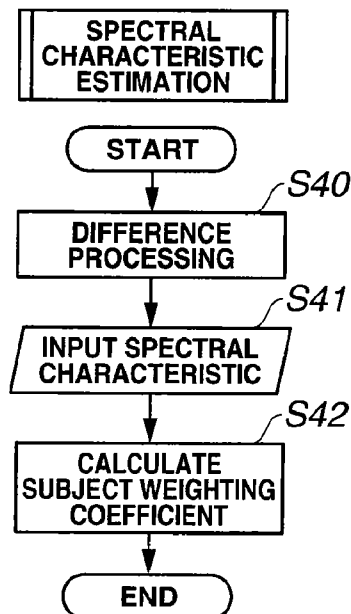 SPECTRAL
CHARACTERISTIC
ESTIMATION
START
S40
DIFFERENCE
PROCESSING
S41
INPUT SPECTRAL
CHARACTERISTIC
S42
CALCULATE
SUBJECT WEIGHTING
COEFFICIENT
END